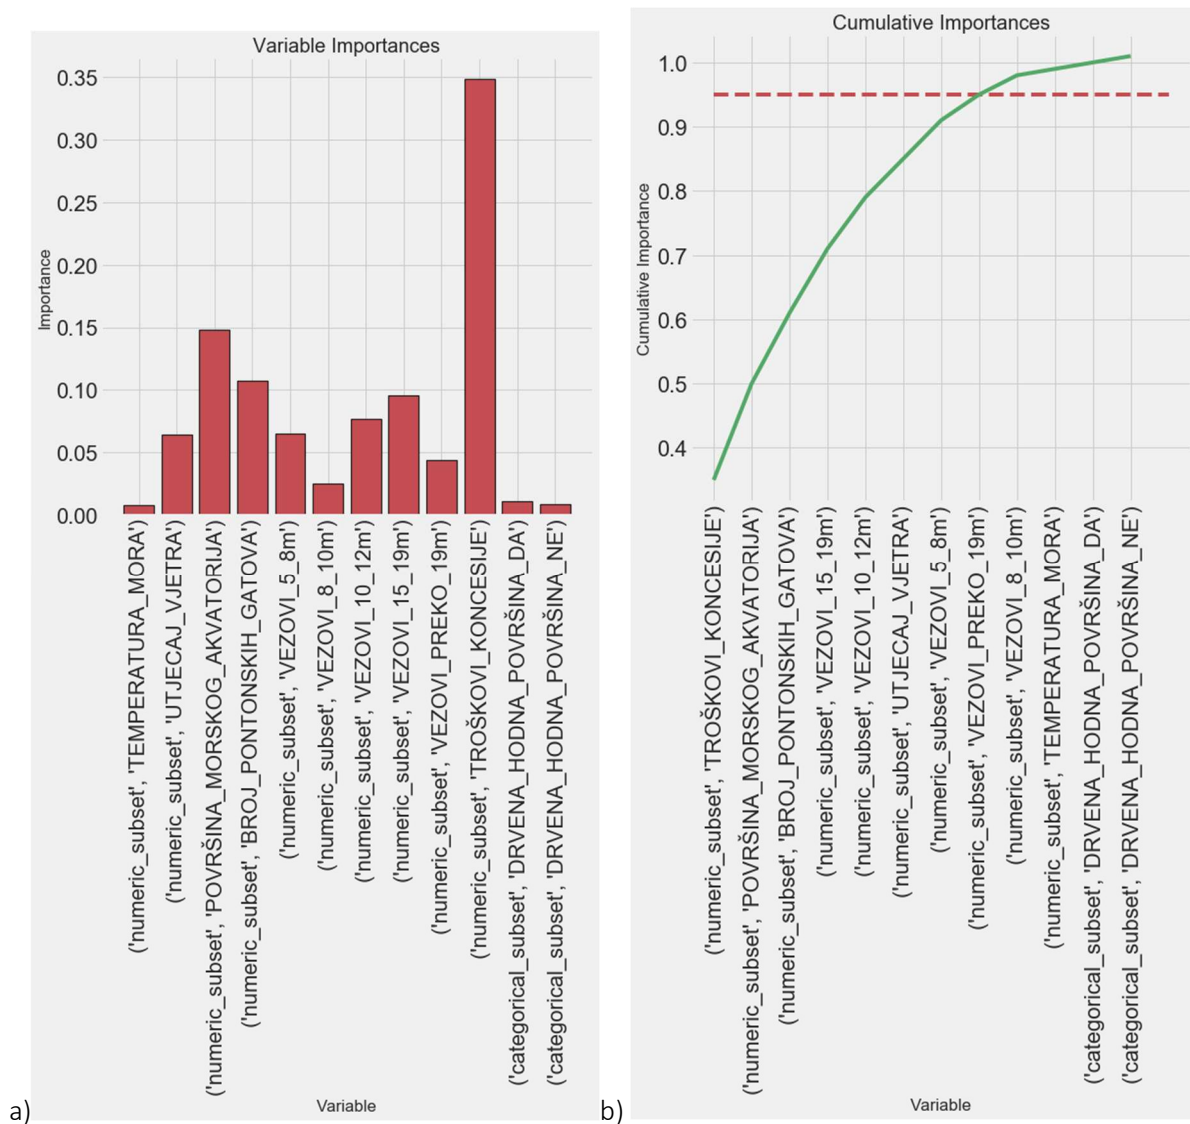 Variable Importances
0.35
0.30
0.25
0.20
0.15
0.10
0.05
0.00
Importance
('numeric_subset', 'TEMPERATURA_MORA')
('numeric_subset', 'UTJECAJ_VJETRA')
('numeric_subset', 'POVRŠINA_MORSKOG_AKVATORIJA')
('numeric_subset', 'BROJ_PONTONSKIH_GATOVA')
('numeric_subset', 'VEZOVI_5_8m')
('numeric_subset', 'VEZOVI_8_10m')
('numeric_subset', 'VEZOVI_10_12m')
('numeric_subset', 'VEZOVI_15_19m')
('numeric_subset', 'VEZOVI_PREKO_19m')
('numeric_subset', 'TROŠKOVI_KONCESIJE')
('categorical_subset', 'DRVENA_HODNA_POVRŠINA_DA')
('categorical_subset', 'DRVENA_HODNA_POVRŠINA_NE')
Variable
a)
Cumulative Importances
1.0
0.9
0.8
0.7
0.6
0.5
0.4
Cumulative Importance
('numeric_subset', 'TROŠKOVI_KONCESIJE')
('numeric_subset', 'POVRŠINA_MORSKOG_AKVATORIJA')
('numeric_subset', 'BROJ_PONTONSKIH_GATOVA')
('numeric_subset', 'VEZOVI_15_19m')
('numeric_subset', 'VEZOVI_10_12m')
('numeric_subset', 'UTJECAJ_VJETRA')
('numeric_subset', 'VEZOVI_5_8m')
('numeric_subset', 'VEZOVI_PREKO_19m')
('numeric_subset', 'VEZOVI_8_10m')
('numeric_subset', 'TEMPERATURA_MORA')
('categorical_subset', 'DRVENA_HODNA_POVRŠINA_DA')
('categorical_subset', 'DRVENA_HODNA_POVRŠINA_NE')
Variable
b)